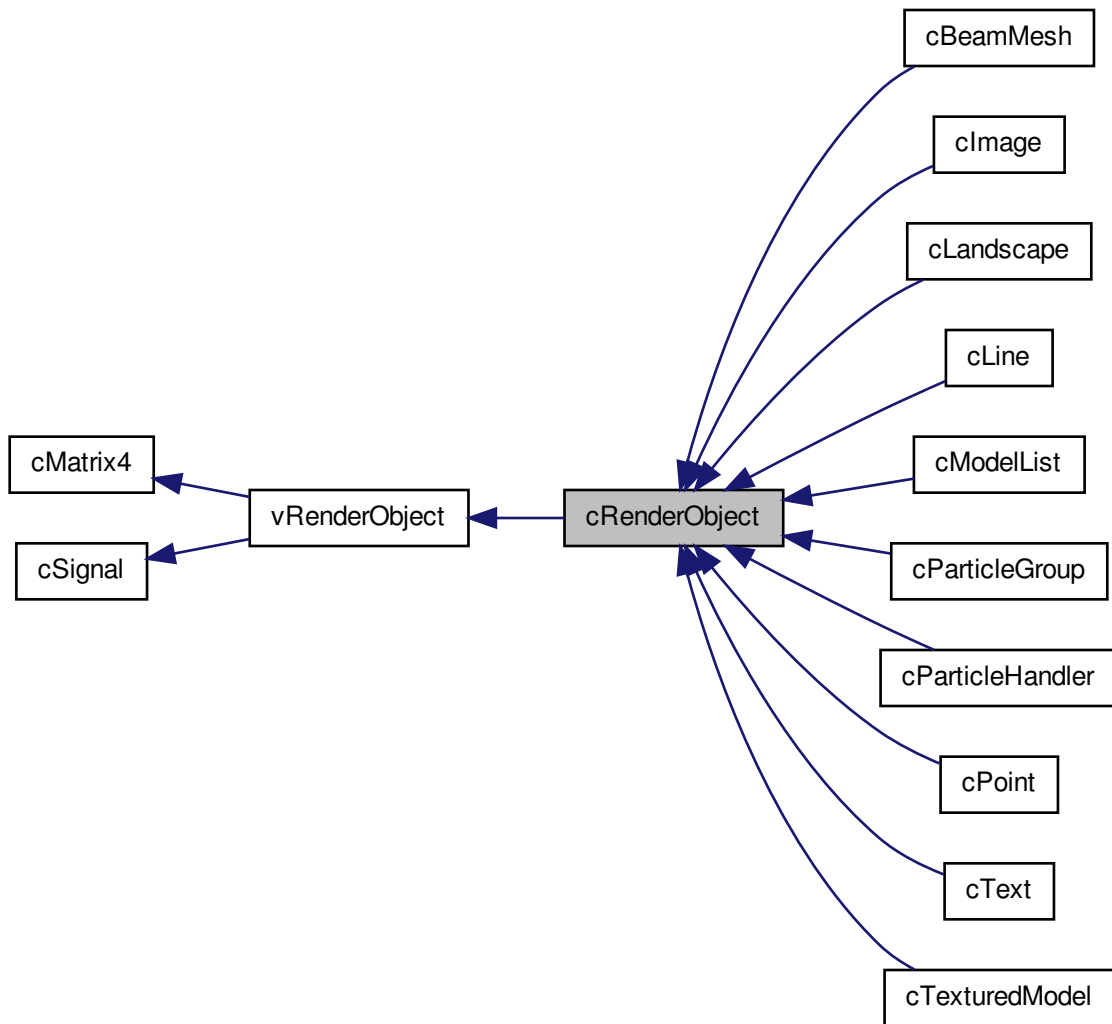 cBeamMesh
cImage
cLandscape
cLine
cModelList
cMatrix4
vRenderObject
cRenderObject
cSignal
cParticleGroup
cParticleHandler
cPoint
cText
cTexturedModel